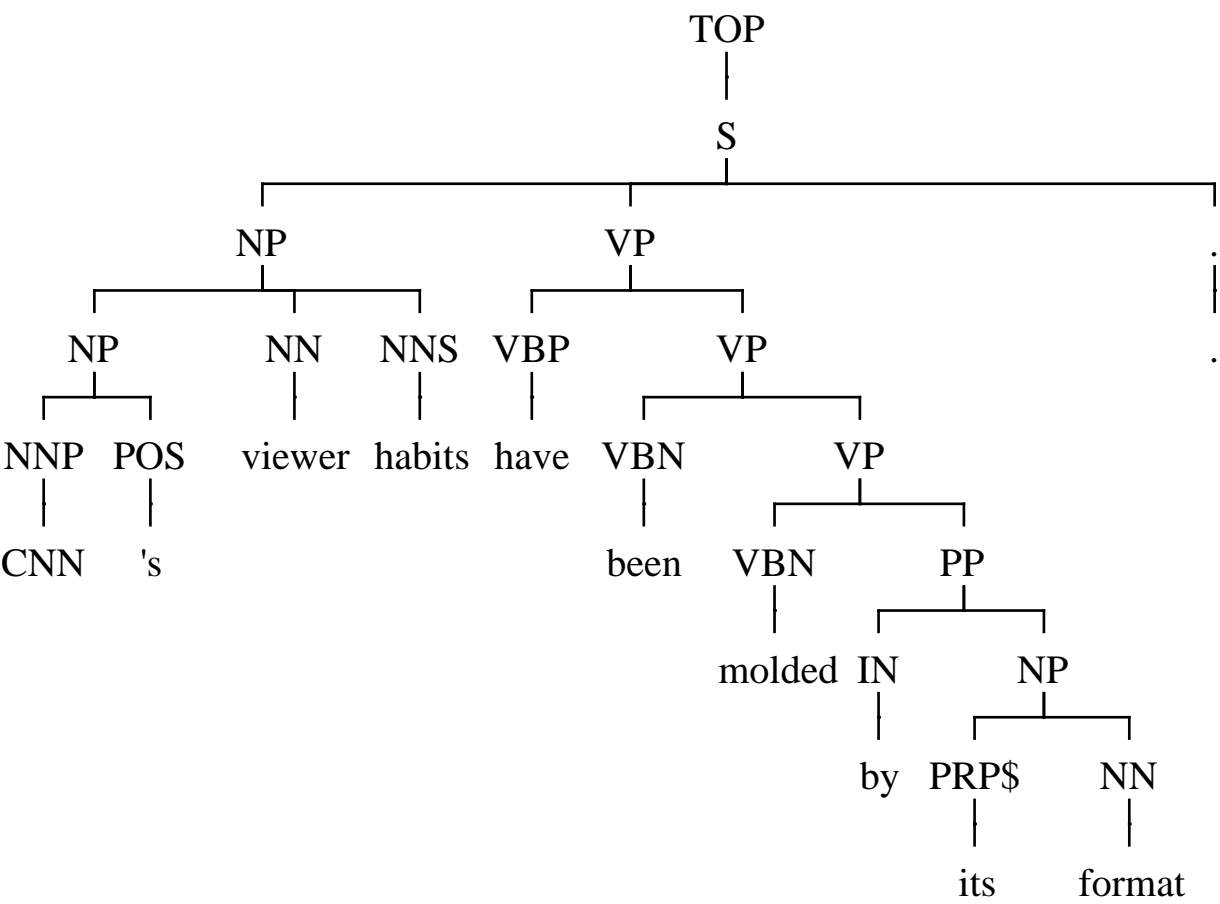 TOP
S
NP VP .
NP NN NNS VBP VP .
NNP POS viewer habits have VBN VP
CNN 's been VBN PP
molded IN NP
by PRP$ NN
its format